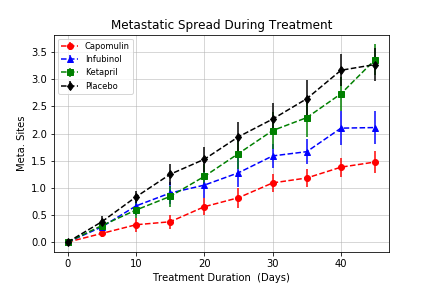 Metastatic Spread During Treatment
Capomulin
Infubinol
Ketapril
Placebo
Meta. Sites
3.5
3.0
2.5
2.0
1.5
1.0
0.5
0.0
0
10
20
30
40
Treatment Duration (Days)